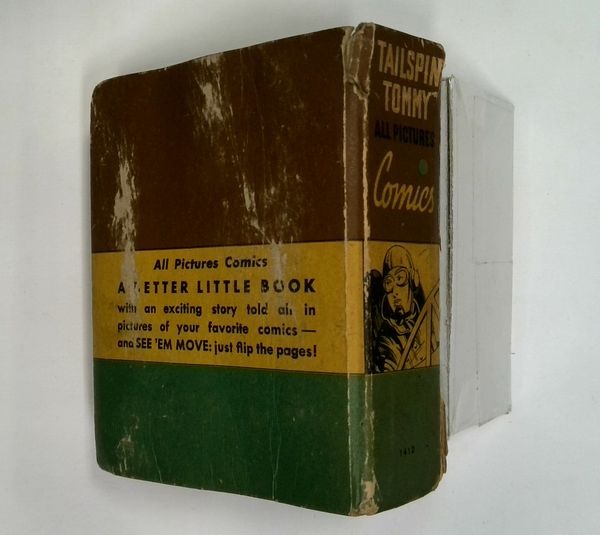 All Pictures Comics
A BETTER LITTLE BOOK
with an exciting story told all in
pictures of your favorite comics—
and SEE 'EM MOVE: just flip the pages!
TAILSPIN
TOMMY
ALL PICTURES
Comics
1410